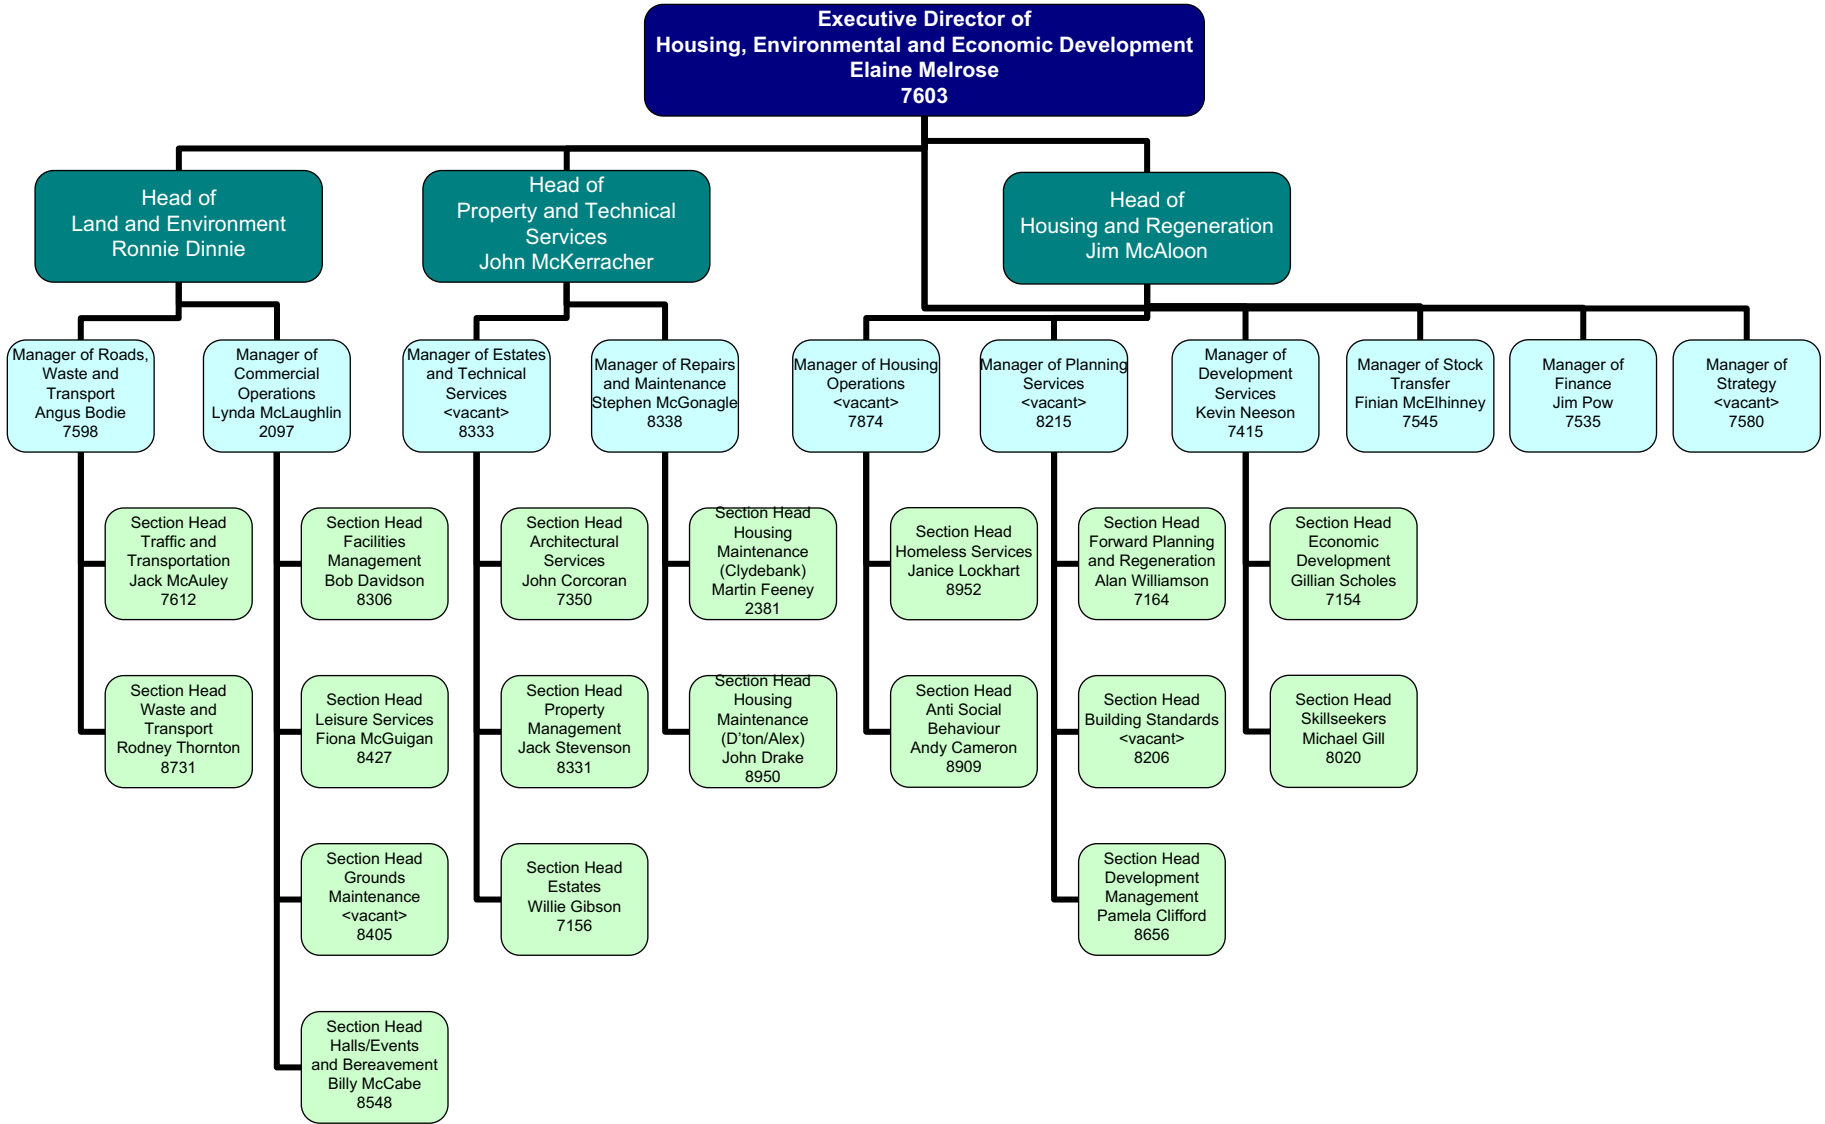 Executive Director of
Housing, Environmental and Economic Development
Elaine Melrose
7603
Head of
Land and Environment
Ronnie Dinnie
Head of
Property and Technical
Services
John McKerracher
Head of
Housing and Regeneration
Jim McAloon
Manager of Roads,
Waste and
Transport
Angus Bodie
7598
Manager of
Commercial
Operations
Lynda McLaughlin
2097
Manager of Estates
and Technical
Services
<vacant>
8333
Manager of Repairs
and Maintenance
Stephen McGonagle
8338
Manager of Housing
Operations
<vacant>
7874
Manager of Planning
Services
<vacant>
8215
Manager of
Development
Services
Kevin Neeson
7415
Manager of Stock
Transfer
Finian McElhinney
7545
Manager of
Finance
Jim Pow
7535
Manager of
Strategy
<vacant>
7580
Section Head
Traffic and
Transportation
Jack McAuley
7612
Section Head
Facilities
Management
Bob Davidson
8306
Section Head
Architectural
Services
John Corcoran
7350
Section Head
Housing
Maintenance
(Clydebank)
Martin Feeney
2381
Section Head
Homeless Services
Janice Lockhart
8952
Section Head
Forward Planning
and Regeneration
Alan Williamson
7164
Section Head
Economic
Development
Gillian Scholes
7154
Section Head
Waste and
Transport
Rodney Thornton
8731
Section Head
Leisure Services
Fiona McGuigan
8427
Section Head
Property
Management
Jack Stevenson
8331
Section Head
Housing
Maintenance
(D'ton/Alex)
John Drake
8950
Section Head
Anti Social
Behaviour
Andy Cameron
8909
Section Head
Building Standards
<vacant>
8206
Section Head
Skillseekers
Michael Gill
8020
Section Head
Grounds
Maintenance
<vacant>
8405
Section Head
Estates
Willie Gibson
7156
Section Head
Development
Management
Pamela Clifford
8656
Section Head
Halls/Events
and Bereavement
Billy McCabe
8548